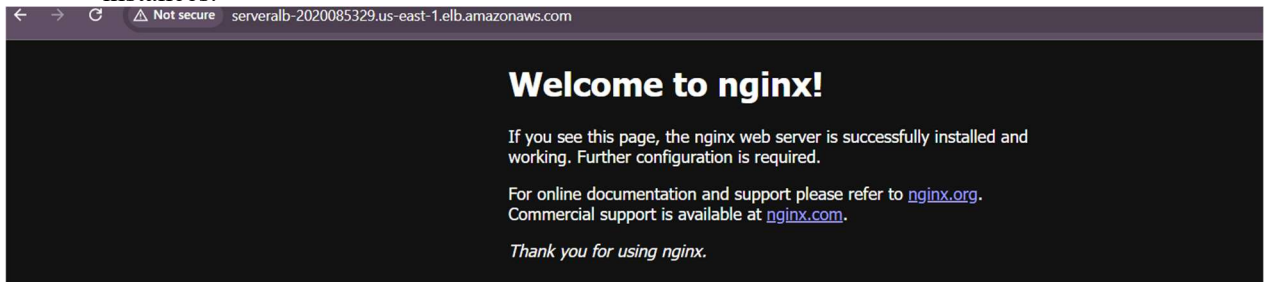 Not secure serveralb-2020085329.us-east-1.elb.amazonaws.com
Welcome to nginx!
If you see this page, the nginx web server is successfully installed and
working. Further configuration is required.
For online documentation and support please refer to nginx.org.
Commercial support is available at nginx.com.
Thank you for using nginx.